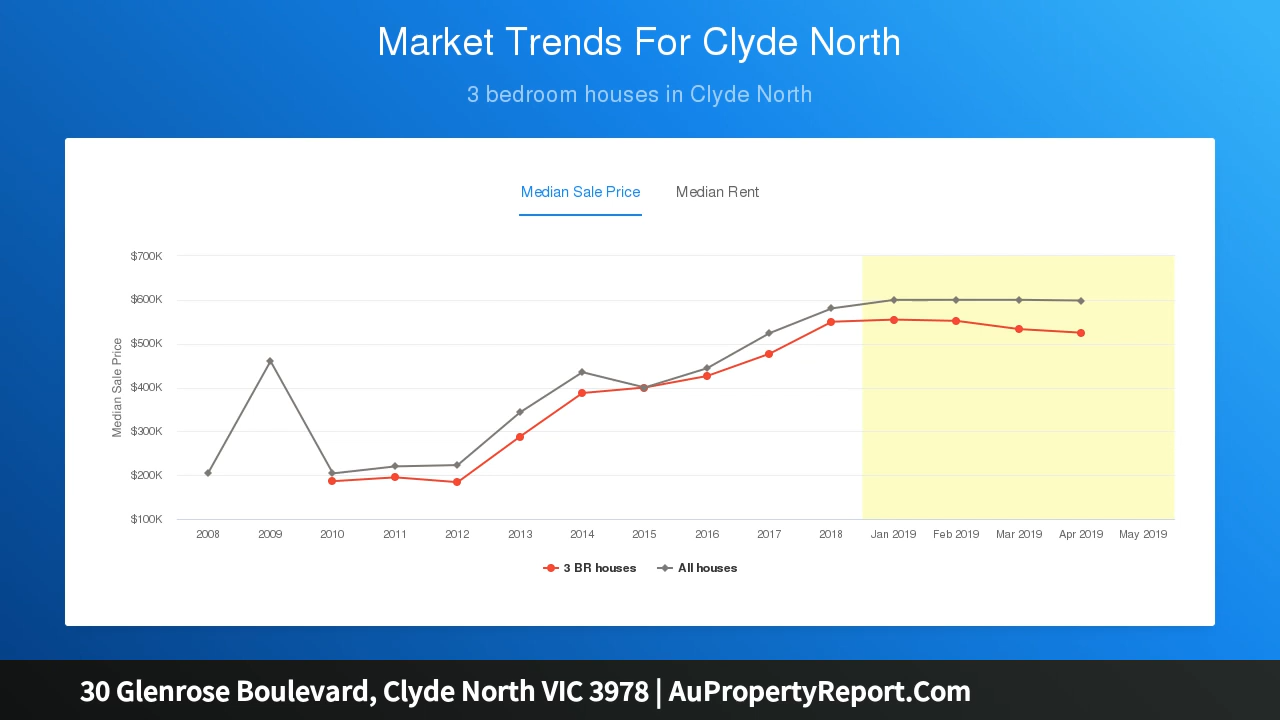 Market Trends For Clyde North
3 bedroom houses in Clyde North
Median Sale Price Median Rent
$700K
$600K
$500K
$400K
$300K
$200K
$100K
Median Sale Price
2008 2009 2010 2011 2012 2013 2014 2015 2016 2017 2018 Jan 2019 Feb 2019 Mar 2019 Apr 2019 May 2019
3 BR houses All houses
30 Glenrose Boulevard, Clyde North VIC 3978 | AuPropertyReport.Com